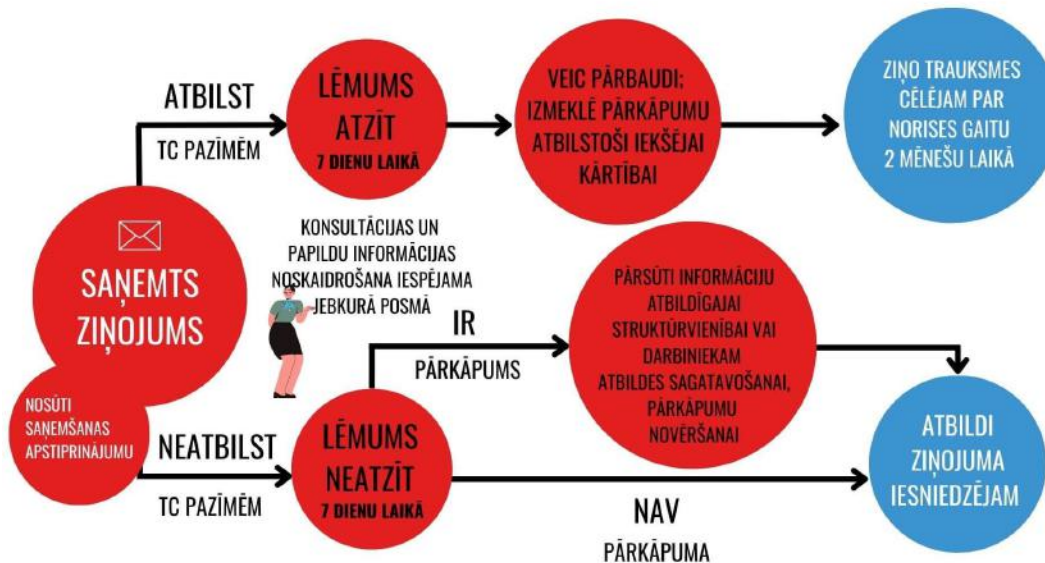 ATBILST
TC PAZĪMĒM
LĒMUMS
ATZĪT
7 DIENU LAIKĀ
VEIC PĀRBAUDI;
IZMEKLĒ PĀRKĀPUMU
ATBILSTOŠI IEKŠĒJAI
KĀRTĪBAI
ZIŅO TRAUKSMES
CĒLĒJAM PAR
NORISES GAITU
2 MĒNEŠU LAIKĀ
SAŅEMTS
ZIŅOJUMS
NOSŪTI
SAŅEMŠANAS
APSTIPRINĀJUMU
KONSULTĀCIJAS UN
PAPILDU INFORMĀCIJAS
NOSKAIDROŠANA IESPĒJAMA
JEBKURĀ POSMĀ
IR
PĀRKĀPUMS
PĀRSŪTI INFORMĀCIJU
ATBILDĪGAJAI
STRUKTŪRVIENĪBAI VAI
DARBINIEKAM
ATBILDES SAGATAVOŠANAI,
PĀRKĀPUMU
NOVĒRŠANAI
NEATBILST
TC PAZĪMĒM
LĒMUMS
NEATZĪT
7 DIENU LAIKĀ
NAV
PĀRKĀPUMA
ATBILDI
ZIŅOJUMA
IESNIEDZĒJAM